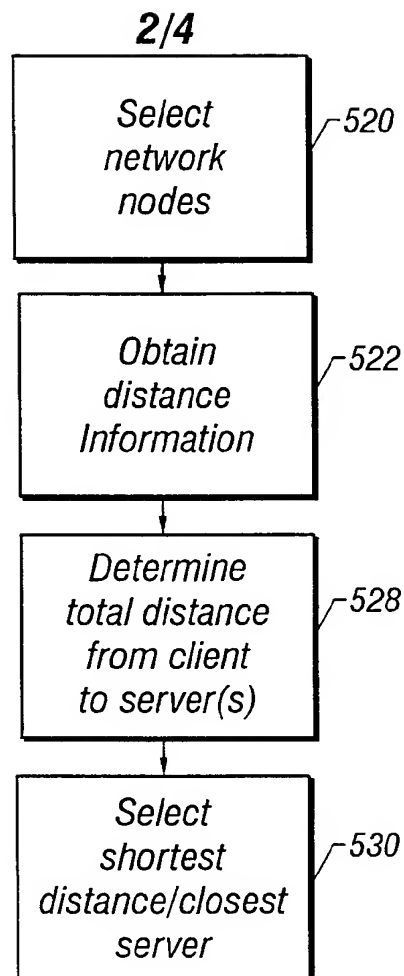 2/4
Select
network
nodes
520
Obtain
distance
Information
522
Determine
total distance
from client
to server(s)
528
Select
shortest
distance/closest
server
530